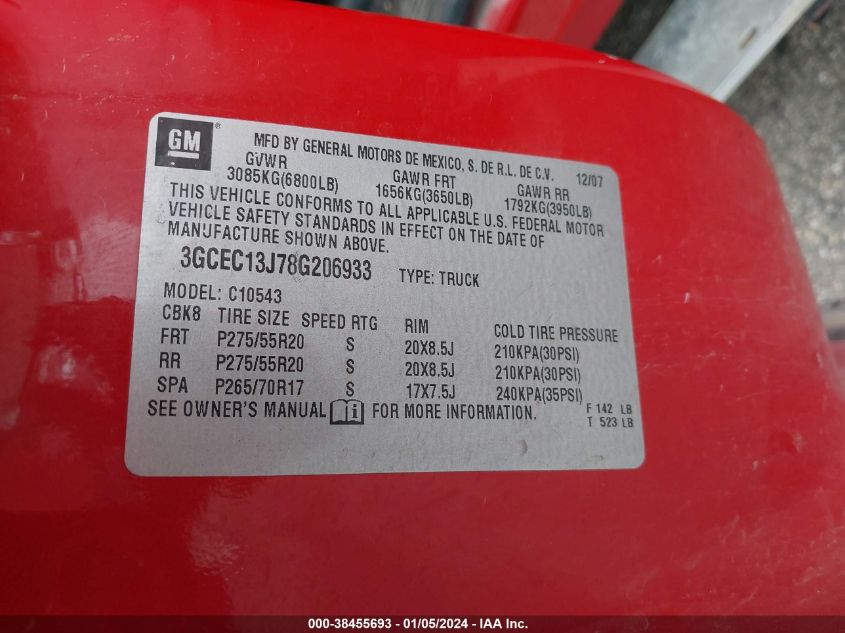 GM® MFD BY GENERAL MOTORS DE MEXICO, S. DE R.L. DE C.V. 12/07
GVWR GAWR FRT GAWR RR
3085KG(6800LB) 1656KG(3650LB) 1792KG(3950LB)
THIS VEHICLE CONFORMS TO ALL APPLICABLE U.S. FEDERAL MOTOR
VEHICLE SAFETY STANDARDS IN EFFECT ON THE DATE OF
MANUFACTURE SHOWN ABOVE.
3GCEC13J78G206933 TYPE: TRUCK
MODEL: C10543
CBK8 TIRE SIZE SPEED RTG RIM COLD TIRE PRESSURE
FRT P275/55R20 S 20X8.5J 210KPA(30PSI)
RR P275/55R20 S 20X8.5J 210KPA(30PSI)
SPA P265/70R17 S 17X7.5J 240KPA(35PSI)
SEE OWNER'S MANUAL i FOR MORE INFORMATION.
F 142 LB
T 523 LB
000-38455693 - 01/05/2024 - IAA Inc.